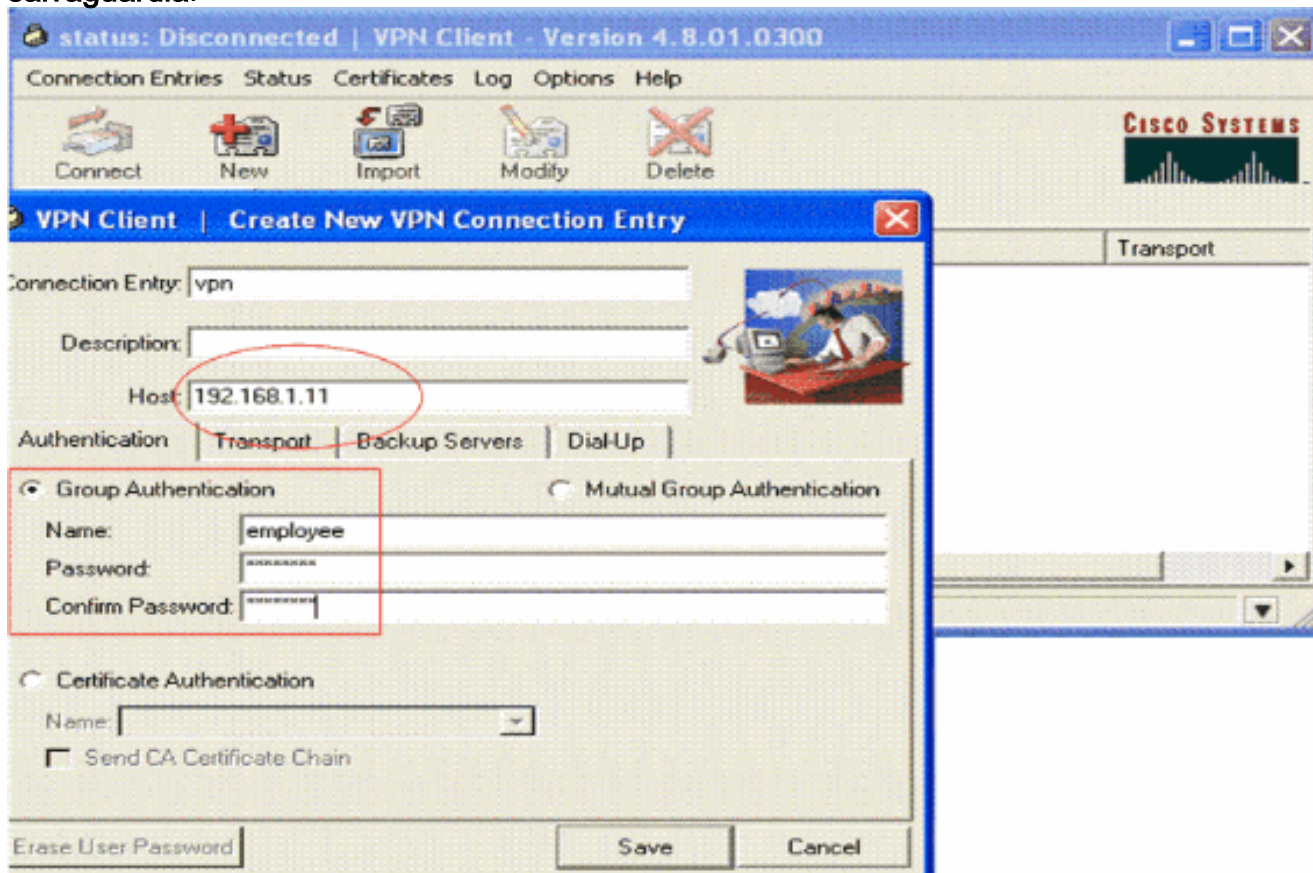 status: Disconnected | VPN Client - Version 4.8.01.0300
Connection Entries Status Certificates Log Options Help
Connect New Import Modify Delete
CISCO SYSTEMS
VPN Client | Create New VPN Connection Entry
Transport
Connection Entry: vpn
Description:
Host: 192.168.1.11
Authentication Transport Backup Servers Dial-Up
Group Authentication Mutual Group Authentication
Name: employee
Password: ********
Confirm Password: ********
Certificate Authentication
Name:
Send CA Certificate Chain
Erase User Password Save Cancel